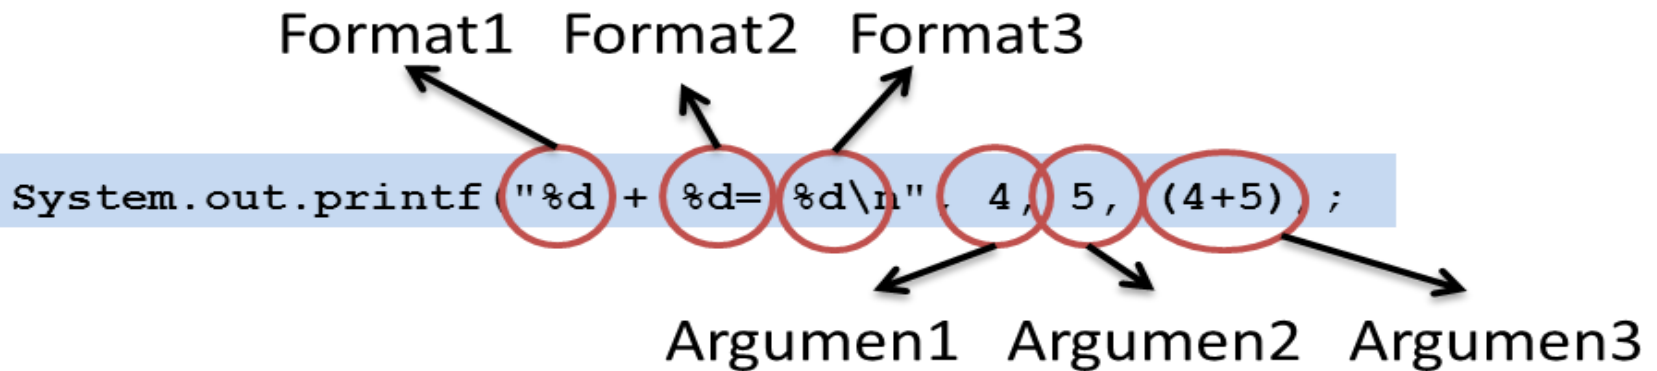 Format1 Format2 Format3
System.out.printf("%d + %d= %d\n", 4, 5, (4+5));
Argumen1 Argumen2 Argumen3